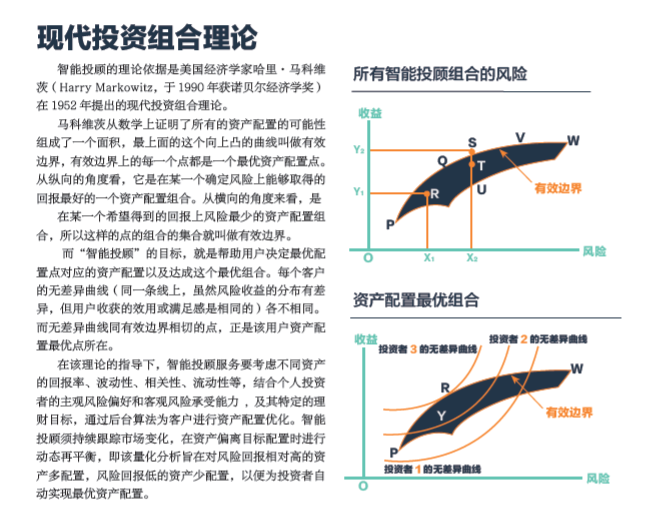 现代投资组合理论
智能投顾的理论依据是美国经济学家哈里·马科维
茨（Harry Markowitz，于 1990 年获诺贝尔经济学奖）
在 1952 年提出的现代投资组合理论。
马科维茨从数学上证明了所有的资产配置的可能性
组成了一个面积，最上面的这个向上凸的曲线叫做有效
边界，有效边界上的每一个点都是一个最优资产配置点。
从纵向的角度看，它是在某一个确定风险上能够取得的
回报最好的一个资产配置组合。从横向的角度来看，是
在某一个希望得到的回报上风险最少的资产配置组
合，所以这样的点的组合的集合就叫做有效边界。
而“智能投顾”的目标，就是帮助用户决定最优配
置点对应的资产配置以及达成这个最优组合。每个客户
的无差异曲线（同一条线上，虽然风险收益的分布有差
异，但用户收获的效用或满足感是相同的）各不相同。
而无差异曲线同有效边界相切的点，正是该用户资产配
置最优点所在。
在该理论的指导下，智能投顾服务要考虑不同资产
的回报率、波动性、相关性、流动性等，结合个人投资
者的主观风险偏好和客观风险承受能力，及其特定的理
财目标，通过后台算法为客户进行资产配置优化。智能
投顾须持续跟踪市场变化，在资产偏离目标配置时进行
动态再平衡，即该量化分析旨在对风险回报相对高的资
产多配置，风险回报低的资产少配置，以便为投资者自
动实现最优资产配置。
所有智能投顾组合的风险
收益
Y₂
Y₁
S
V
W
Q
T
R
U
P
有效边界
O
X₁
X₂
风险
资产配置最优组合
收益
投资者 3 的无差异曲线
投资者 2 的无差异曲线
R
W
Y
有效边界
P
投资者 1 的无差异曲线
O
风险